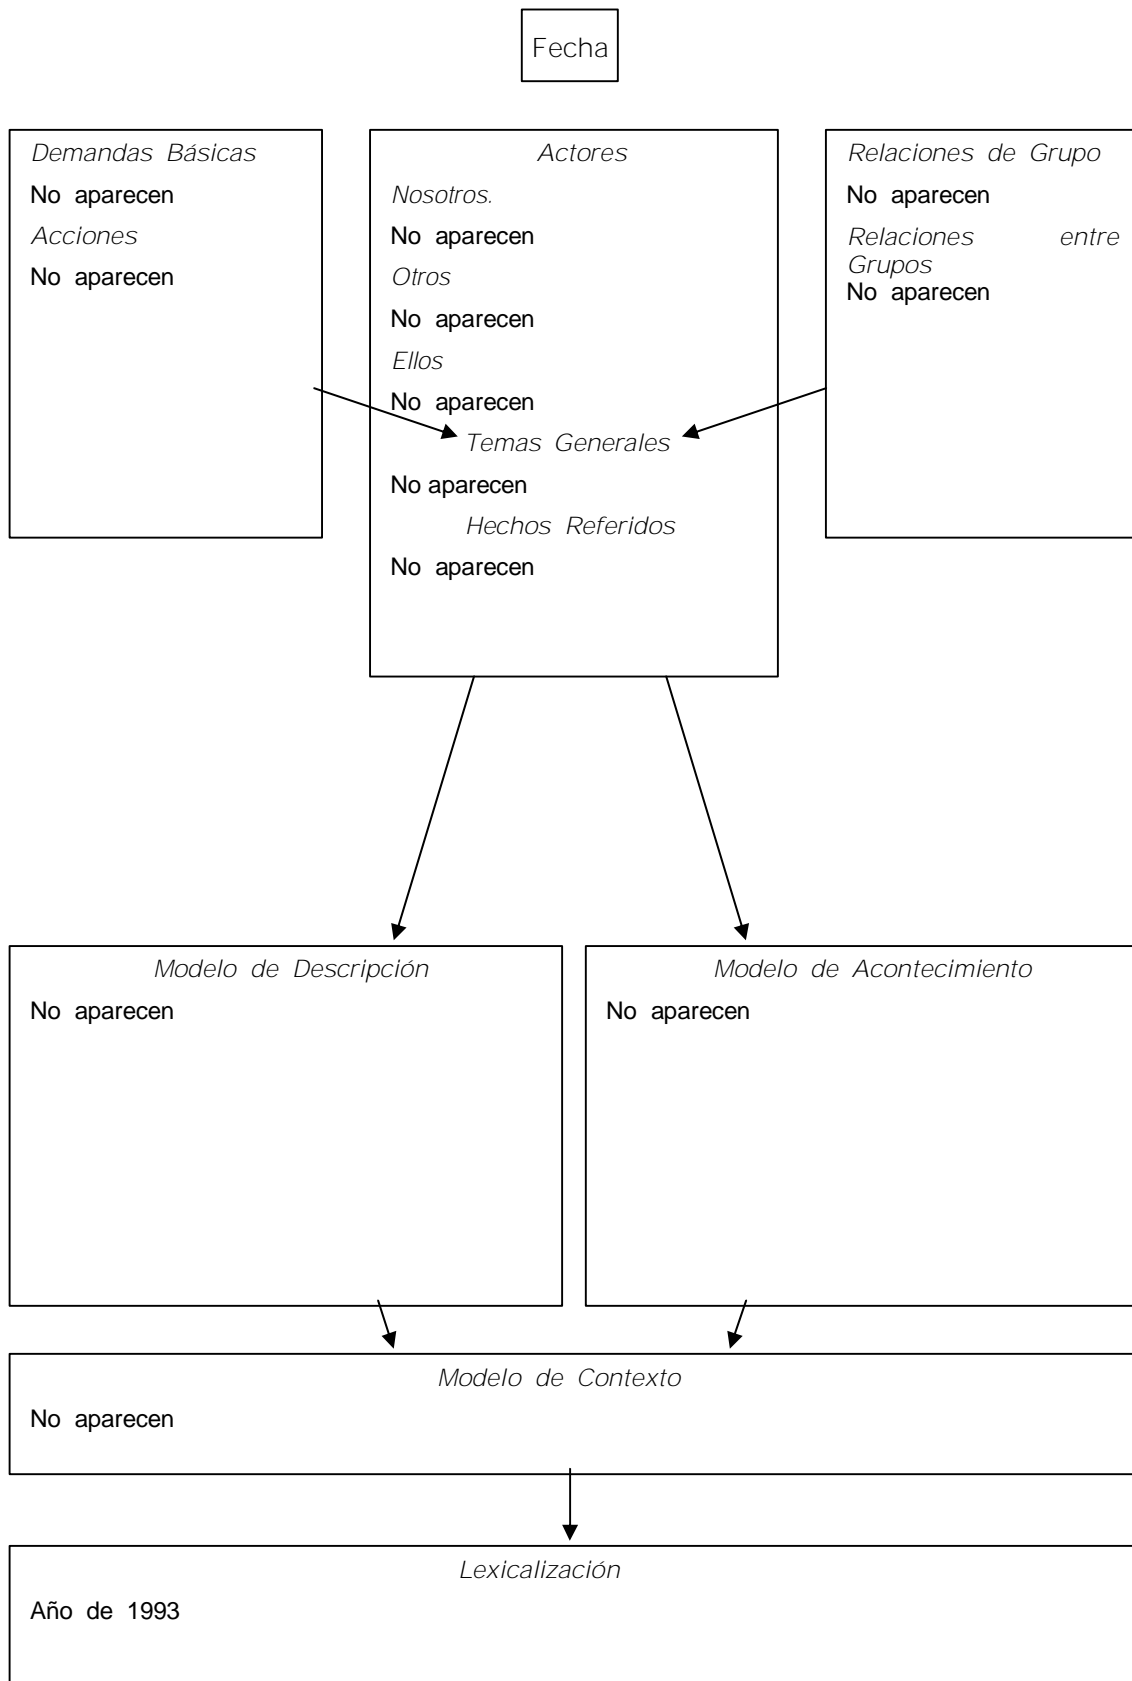 Fecha
Demandas Básicas
No aparecen
Acciones
No aparecen
Actores
Nosotros.
No aparecen
Otros
No aparecen
Ellos
No aparecen
Temas Generales
No aparecen
Hechos Referidos
No aparecen
Relaciones de Grupo
No aparecen
Relaciones entre
Grupos
No aparecen
Modelo de Descripción
No aparecen
Modelo de Acontecimiento
No aparecen
Modelo de Contexto
No aparecen
Lexicalización
Año de 1993